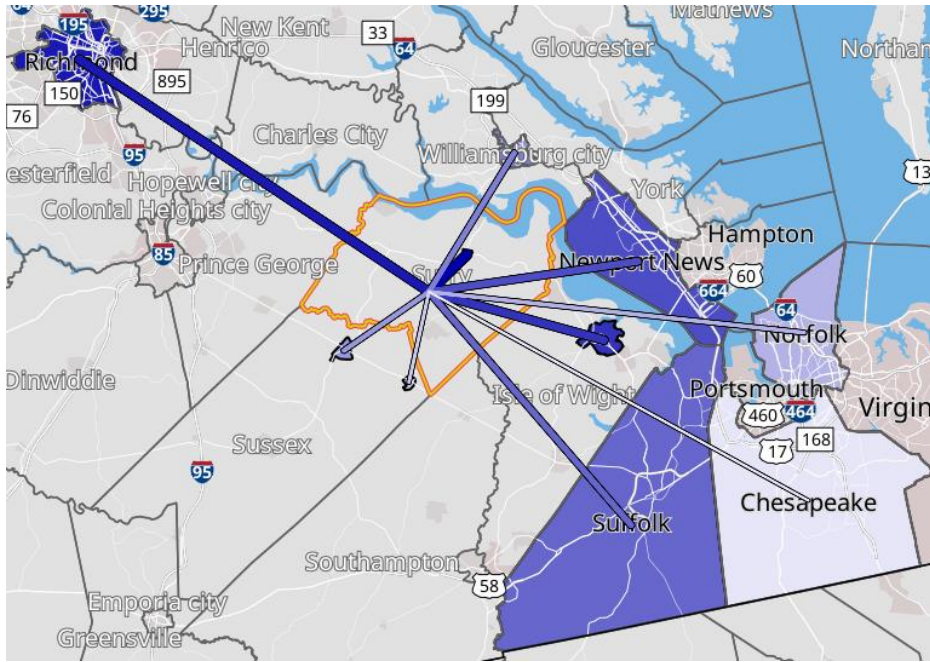 64
195
295
New Kent
33
64
Mathews
Henrico
Gloucester
Northan
Richmond
895
150
76
199
95
Charles City
Williamsburg city
13
esterfield
Hopewell city
York
Colonial Heights city
Hampton
85
Prince George
Surry
Newport News
60
664
64
Norfolk
Dinwiddie
Isle of Wight
Portsmouth
460
464
Virgin
Sussex
95
17
168
Chesapeake
Suffolk
Southampton
58
Emporia city
Greensville